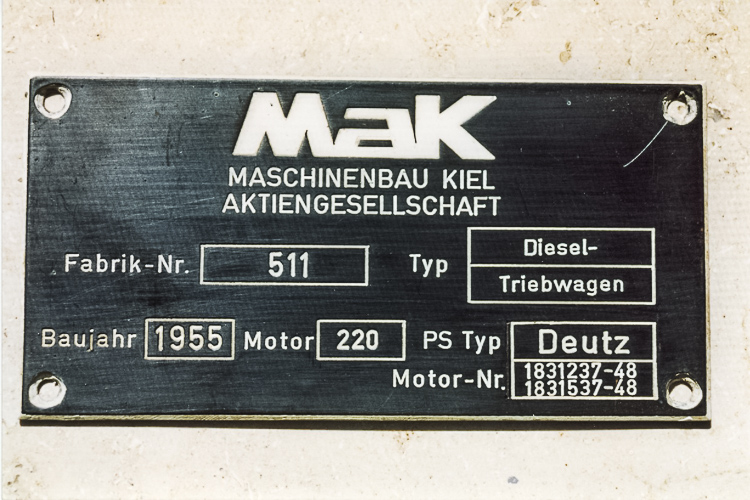 MaK
MASCHINENBAU KIEL
AKTIENGESELLSCHAFT
Fabrik-Nr. 511 Typ Diesel-
Triebwagen
Baujahr 1955 Motor 220 PS Typ Deutz
Motor-Nr. 1831237-48
1831537-48